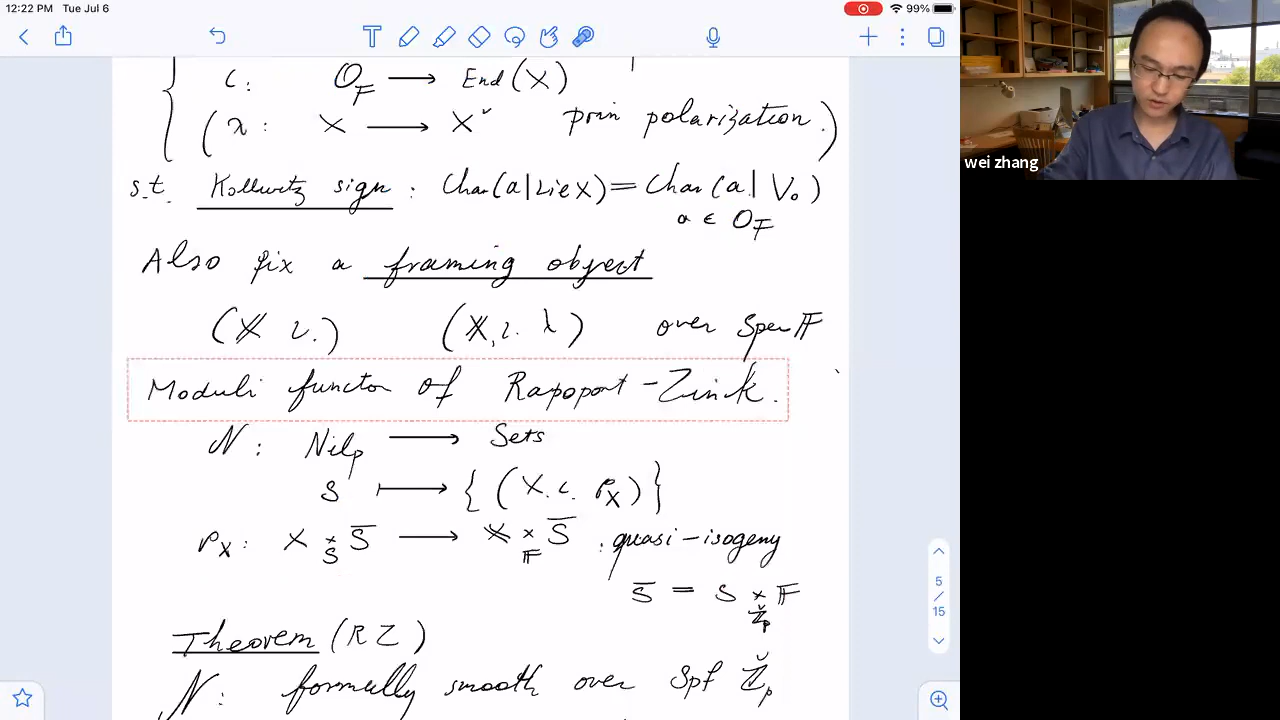 12:22 PM Tue Jul 6
99%
ι: O_F ⟶ End(X)
(λ: X ⟶ X^∨ prin polarization.)
s.t. Kottwitz sign: Char(a|Lie X) = Char(a| V_0)
a ∈ O_F
Also fix a framing object
(𝕏 ι.) (𝕏, ι. λ) over Spec 𝔽
Moduli functor of Rapoport-Zink.
N: Nilp ⟶ Sets
S ⟼ { (X. ι. ρ_X) }
ρ_X: X ×_S S̄ ⟶ 𝕏 ×_𝔽 S̄ : quasi-isogeny
S̄ = S ×_{Z̆_p} 𝔽
Theorem (RZ)
N: formally smooth over Spf Z̆_p
5
/
15
wei zhang